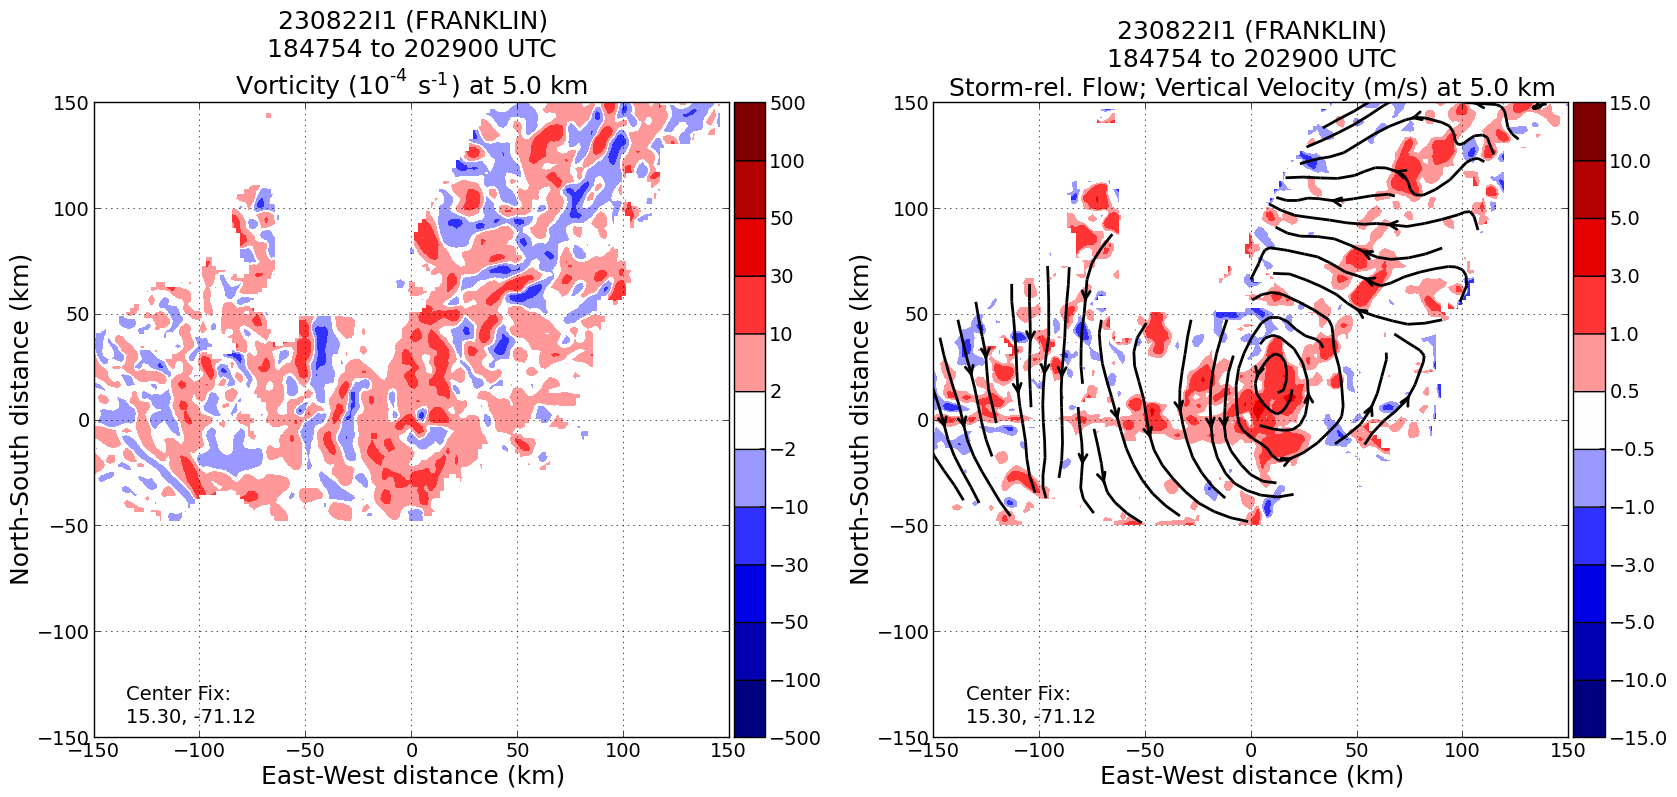 230822I1 (FRANKLIN)
184754 to 202900 UTC
Vorticity (10⁻⁴ s⁻¹) at 5.0 km
150
100
50
0
−50
−100
−150
North-South distance (km)
−150 −100 −50 0 50 100 150
East-West distance (km)
Center Fix:
15.30, -71.12
500
100
50
30
10
2
−2
−10
−30
−50
−100
−500
230822I1 (FRANKLIN)
184754 to 202900 UTC
Storm-rel. Flow; Vertical Velocity (m/s) at 5.0 km
150
100
50
0
−50
−100
−150
North-South distance (km)
−150 −100 −50 0 50 100 150
East-West distance (km)
Center Fix:
15.30, -71.12
15.0
10.0
5.0
3.0
1.0
0.5
−0.5
−1.0
−3.0
−5.0
−10.0
−15.0